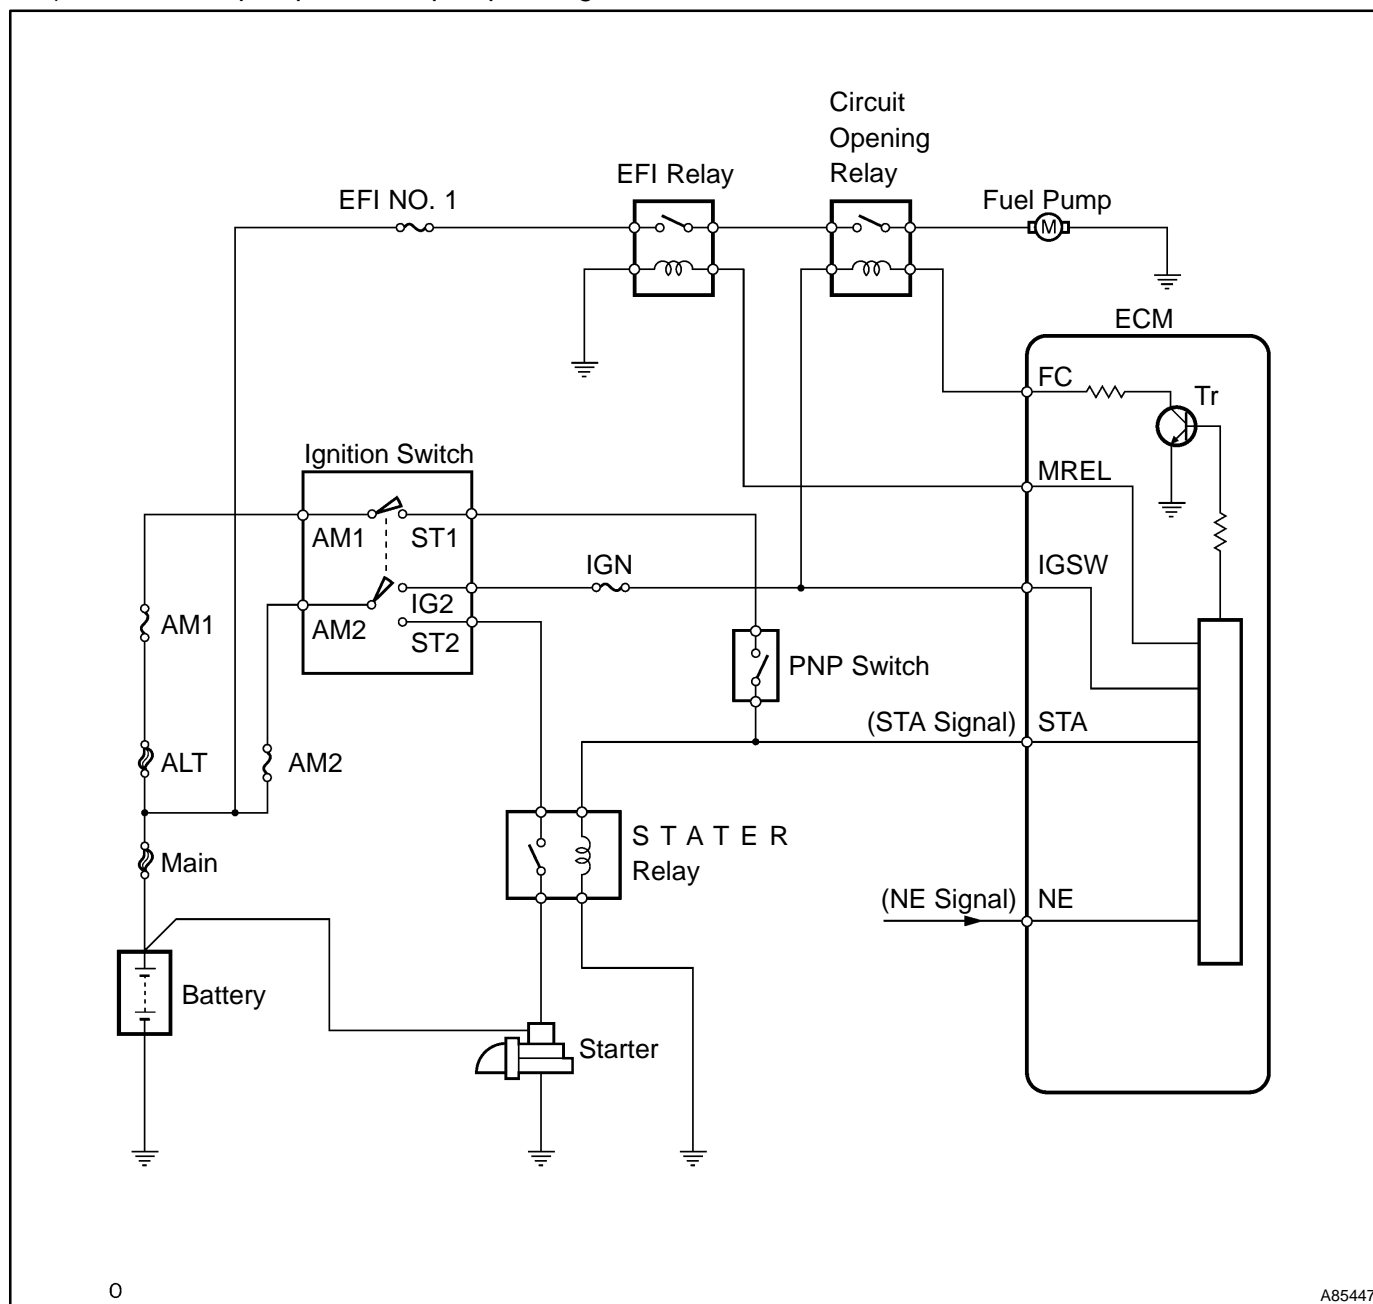 Circuit
Opening
Relay
EFI Relay
EFI NO. 1
Fuel Pump
M
ECM
FC
Tr
Ignition Switch
MREL
AM1
ST1
IGN
IGSW
IG2
AM1
AM2
ST2
PNP Switch
(STA Signal)
STA
ALT
AM2
S T A T E R
Relay
Main
(NE Signal)
NE
Battery
Starter
O
A85447